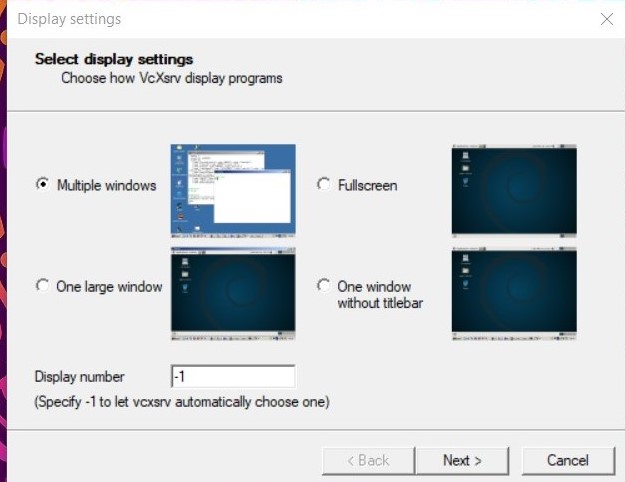 Display settings
Select display settings
Choose how VcXsrv display programs
Multiple windows
Fullscreen
One large window
One window
without titlebar
Display number
-1
(Specify -1 to let vcxsrv automatically choose one)
< Back
Next >
Cancel